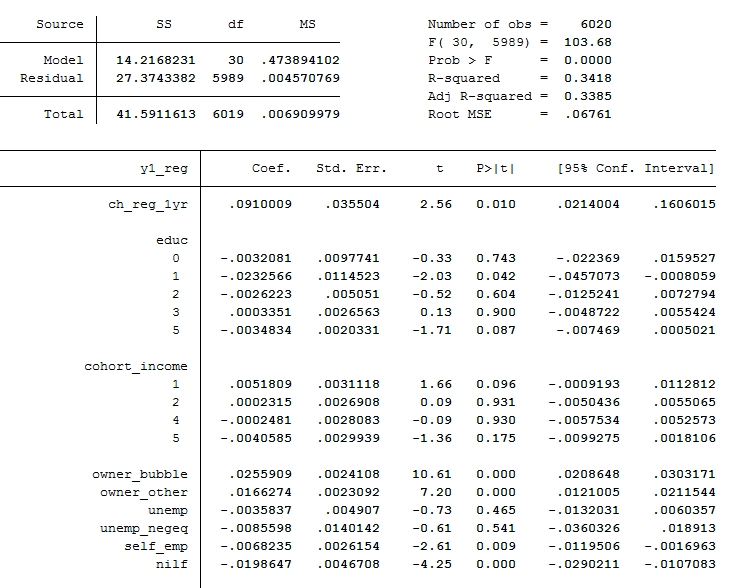 Source SS df MS Number of obs = 6020
F( 30, 5989) = 103.68
Model 14.2168231 30 .473894102 Prob > F = 0.0000
Residual 27.3743382 5989 .004570769 R-squared = 0.3418
Adj R-squared = 0.3385
Total 41.5911613 6019 .006909979 Root MSE = .06761
y1_reg Coef. Std. Err. t P>|t| [95% Conf. Interval]
ch_reg_1yr .0910009 .035504 2.56 0.010 .0214004 .1606015
educ
0 -.0032081 .0097741 -0.33 0.743 -.022369 .0159527
1 -.0232566 .0114523 -2.03 0.042 -.0457073 -.0008059
2 -.0026223 .005051 -0.52 0.604 -.0125241 .0072794
3 .0003351 .0026563 0.13 0.900 -.0048722 .0055424
5 -.0034834 .0020331 -1.71 0.087 -.007469 .0005021
cohort_income
1 .0051809 .0031118 1.66 0.096 -.0009193 .0112812
2 .0002315 .0026908 0.09 0.931 -.0050436 .0055065
4 -.0002481 .0028083 -0.09 0.930 -.0057534 .0052573
5 -.0040585 .0029939 -1.36 0.175 -.0099275 .0018106
owner_bubble .0255909 .0024108 10.61 0.000 .0208648 .0303171
owner_other .0166274 .0023092 7.20 0.000 .0121005 .0211544
unemp -.0035837 .004907 -0.73 0.465 -.0132031 .0060357
unemp_negeq -.0085598 .0140142 -0.61 0.541 -.0360326 .018913
self_emp -.0068235 .0026154 -2.61 0.009 -.0119506 -.0016963
nilf -.0198647 .0046708 -4.25 0.000 -.0290211 -.0107083